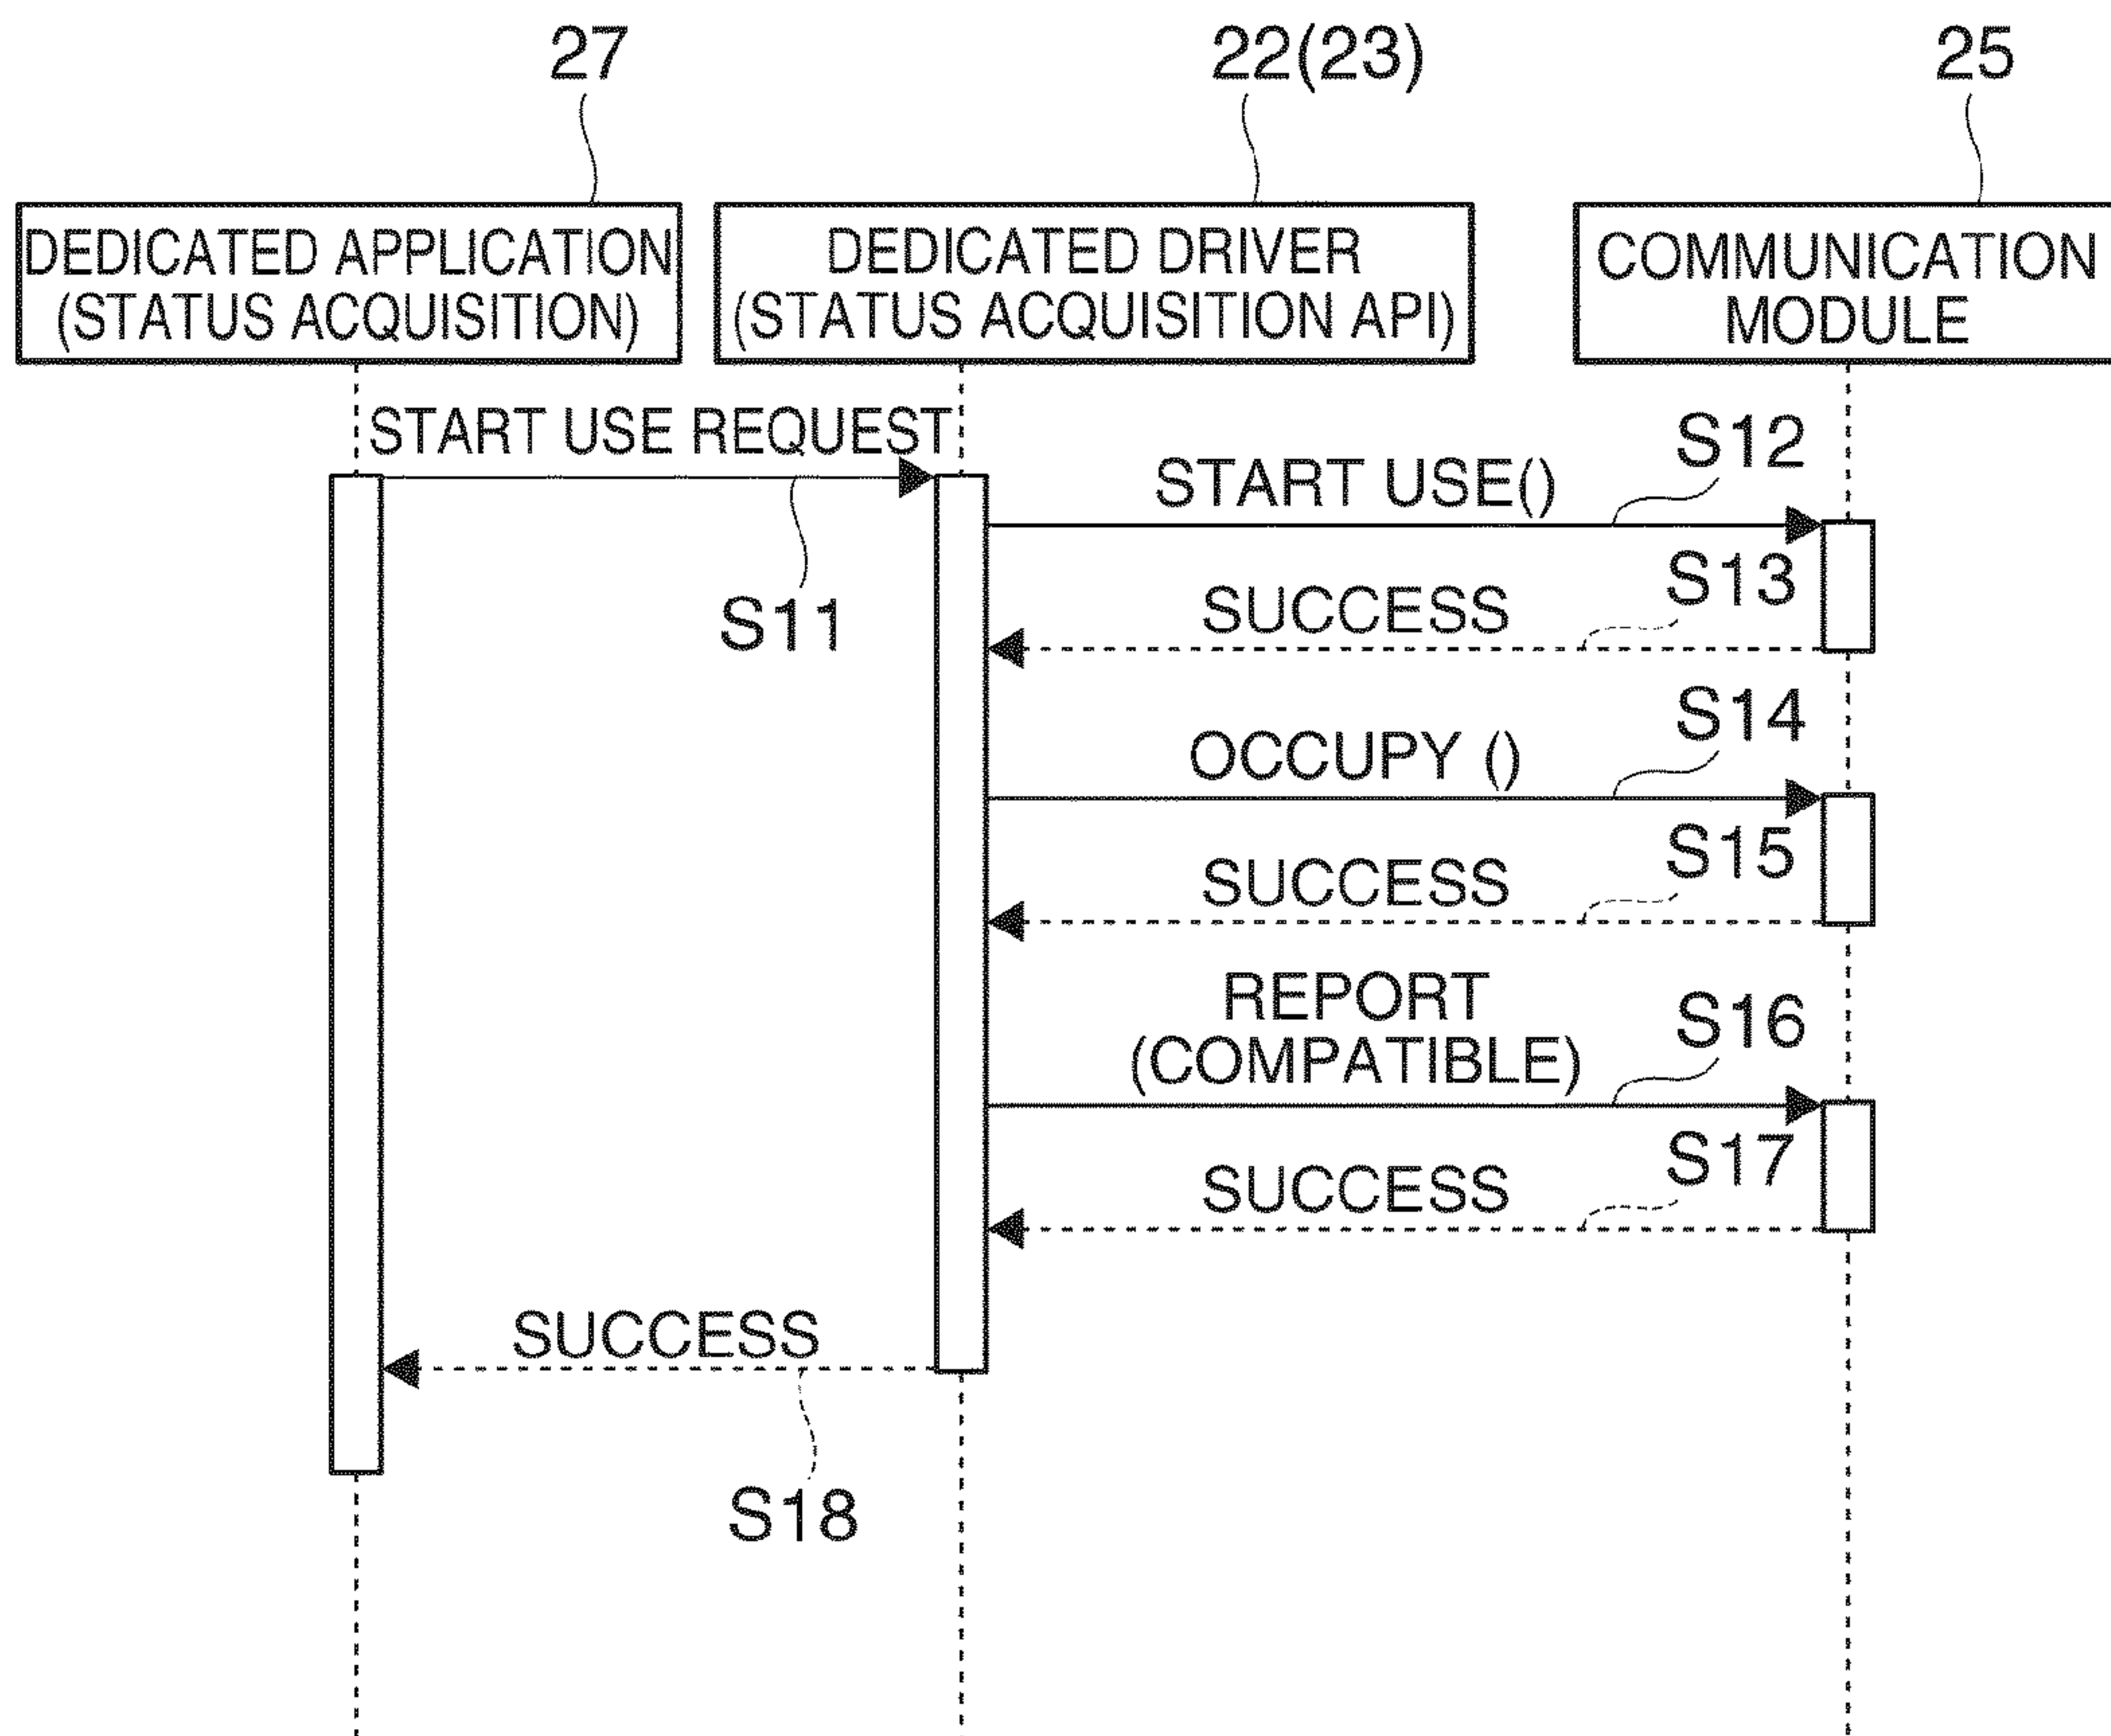 27
22(23)
25
DEDICATED APPLICATION
(STATUS ACQUISITION)
DEDICATED DRIVER
(STATUS ACQUISITION API)
COMMUNICATION
MODULE
START USE REQUEST
S11
START USE()
S12
SUCCESS
S13
OCCUPY ()
S14
SUCCESS
S15
REPORT
(COMPATIBLE)
S16
SUCCESS
S17
SUCCESS
S18